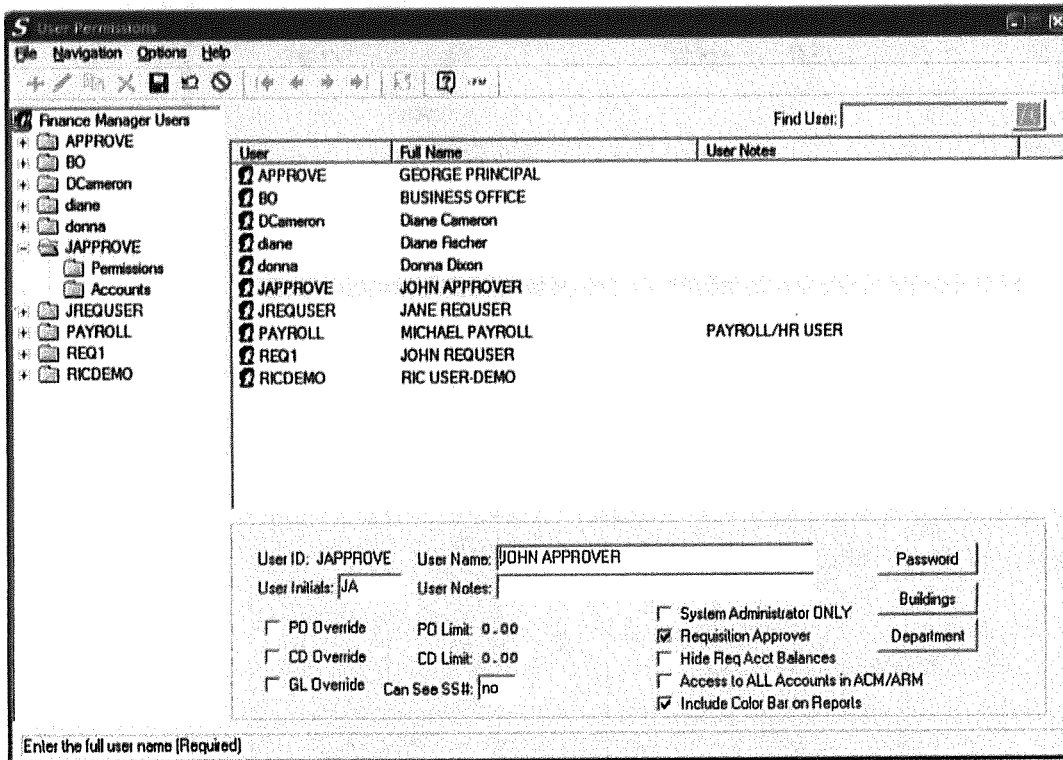 S User Permissions
File Navigation Options Help
Find User:
Finance Manager Users
APPROVE
BO
DCameron
diane
donna
JAPPROVE
Permissions
Accounts
JREQUSER
PAYROLL
REQ1
RICDEMO
User Full Name User Notes
APPROVE GEORGE PRINCIPAL
BO BUSINESS OFFICE
DCameron Diane Cameron
diane Diane Fischer
donna Donna Dixon
JAPPROVE JOHN APPROVER
JREQUSER JANE REQUSER
PAYROLL MICHAEL PAYROLL PAYROLL/HR USER
REQ1 JOHN REQUSER
RICDEMO RIC USER-DEMO
User ID: JAPPROVE User Name: JOHN APPROVER Password
User Initials: JA User Notes: Buildings
System Administrator ONLY
PO Override PO Limit: 0.00 Requisition Approver Department
CD Override CD Limit: 0.00 Hide Req Acct Balances
GL Override Can See SS#: no Access to ALL Accounts in ACM/ARM
Include Color Bar on Reports
Enter the full user name (Required)